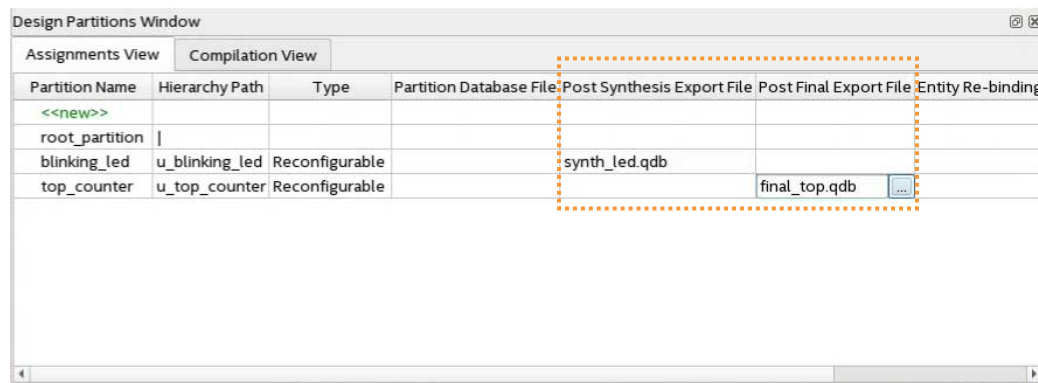 Design Partitions Window
Assignments View Compilation View
Partition Name Hierarchy Path Type Partition Database File Post Synthesis Export File Post Final Export File Entity Re-binding
<<new>>
root_partition |
blinking_led u_blinking_led Reconfigurable synth_led.qdb
top_counter u_top_counter Reconfigurable final_top.qdb ...